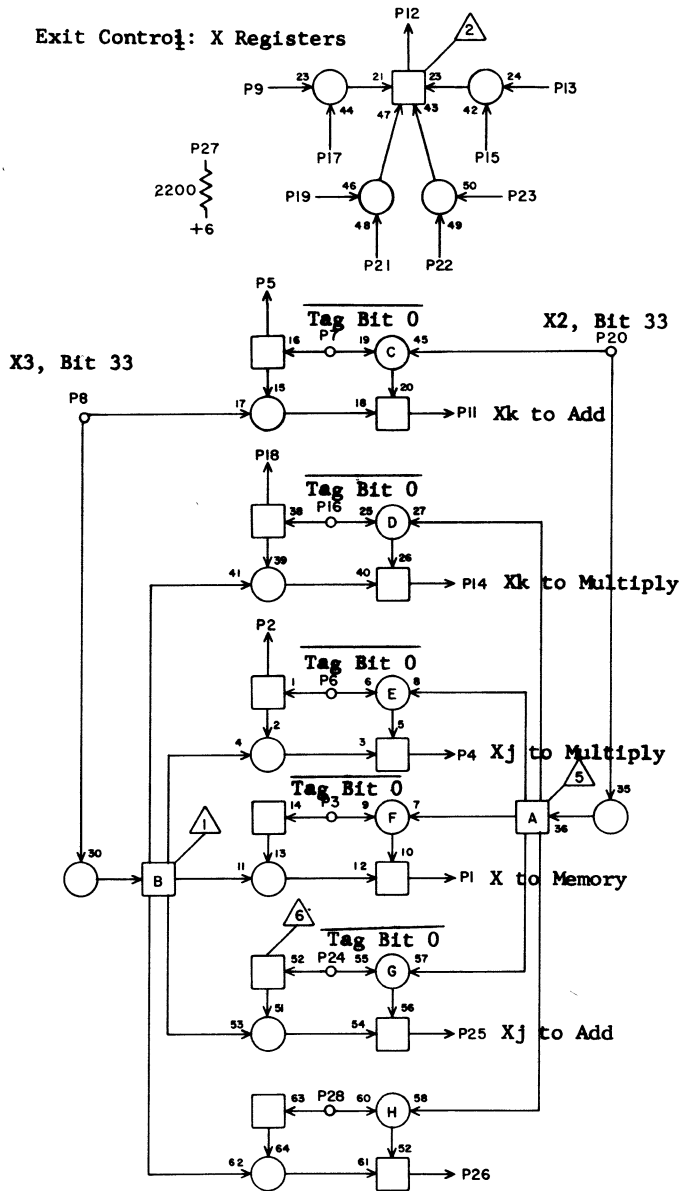 P12
Exit Control: X Registers
2
P9 23 21 23 24 P13
44 47 43 42
P27
P17 P15
2200
P19 46 50 P23
+6
48 49
P21 P22
P5
Tag Bit 0
X2, Bit 33
16 P7 19 C 45 P20
X3, Bit 33
15 20
P8 17 18 P11 Xk to Add
P18
Tag Bit 0
38 P16 25 D 27
39 26
41 40 P14 Xk to Multiply
P2
Tag Bit 0
1 P6 6 E 8
2 5
4 3 P4 Xj to Multiply
Tag Bit 0
5
14 P3 9 F 7 A 36 35
1
13 10
30 B 11 12 P1 X to Memory
6
Tag Bit 0
52 P24 55 G 57
51 56
53 54 P25 Xj to Add
63 P28 60 H 58
64 52
62 61 P26